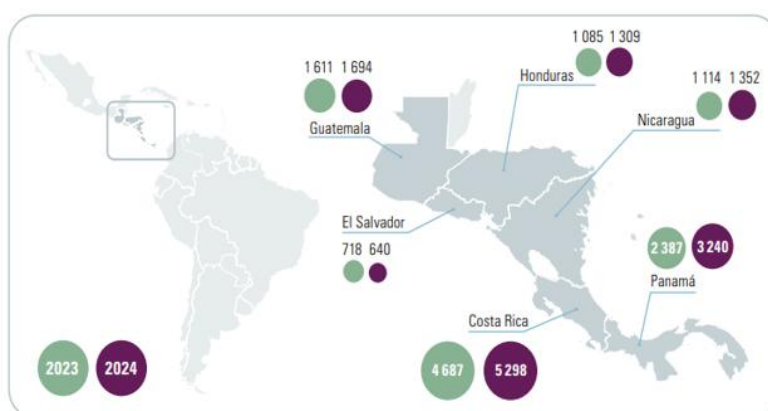 1 611 1 694
Guatemala
1 085 1 309
Honduras
1 114 1 352
Nicaragua
El Salvador
718 640
2 387 3 240
Panamá
Costa Rica
4 687 5 298
2023 2024